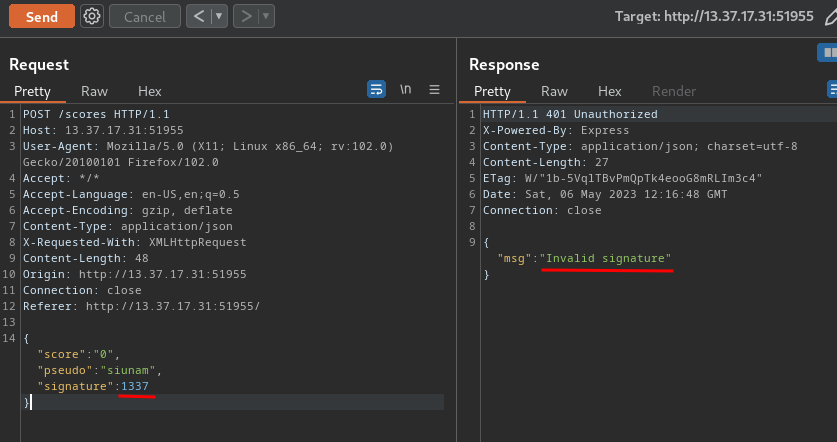 Send Cancel < > Target: http://13.37.17.31:51955
Request
Pretty Raw Hex \n
1 POST /scores HTTP/1.1
2 Host: 13.37.17.31:51955
3 User-Agent: Mozilla/5.0 (X11; Linux x86_64; rv:102.0)
Gecko/20100101 Firefox/102.0
4 Accept: */*
5 Accept-Language: en-US,en;q=0.5
6 Accept-Encoding: gzip, deflate
7 Content-Type: application/json
8 X-Requested-With: XMLHttpRequest
9 Content-Length: 48
10 Origin: http://13.37.17.31:51955
11 Connection: close
12 Referer: http://13.37.17.31:51955/
13
14 {
"score":"0",
"pseudo":"siunam",
"signature":1337
}
Response
Pretty Raw Hex Render
1 HTTP/1.1 401 Unauthorized
2 X-Powered-By: Express
3 Content-Type: application/json; charset=utf-8
4 Content-Length: 27
5 ETag: W/"1b-5VqlTBvPmQpTk4eooG8mRLIm3c4"
6 Date: Sat, 06 May 2023 12:16:48 GMT
7 Connection: close
8
9 {
"msg":"Invalid signature"
}